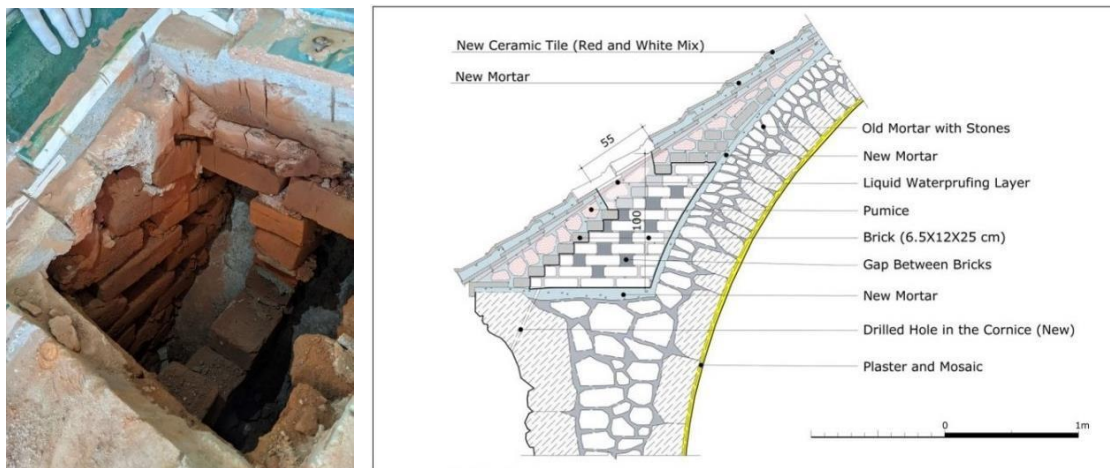 New Ceramic Tile (Red and White Mix)
New Mortar
55
100
Old Mortar with Stones
New Mortar
Liquid Waterprufing Layer
Pumice
Brick (6.5X12X25 cm)
Gap Between Bricks
New Mortar
Drilled Hole in the Cornice (New)
Plaster and Mosaic
0
1m